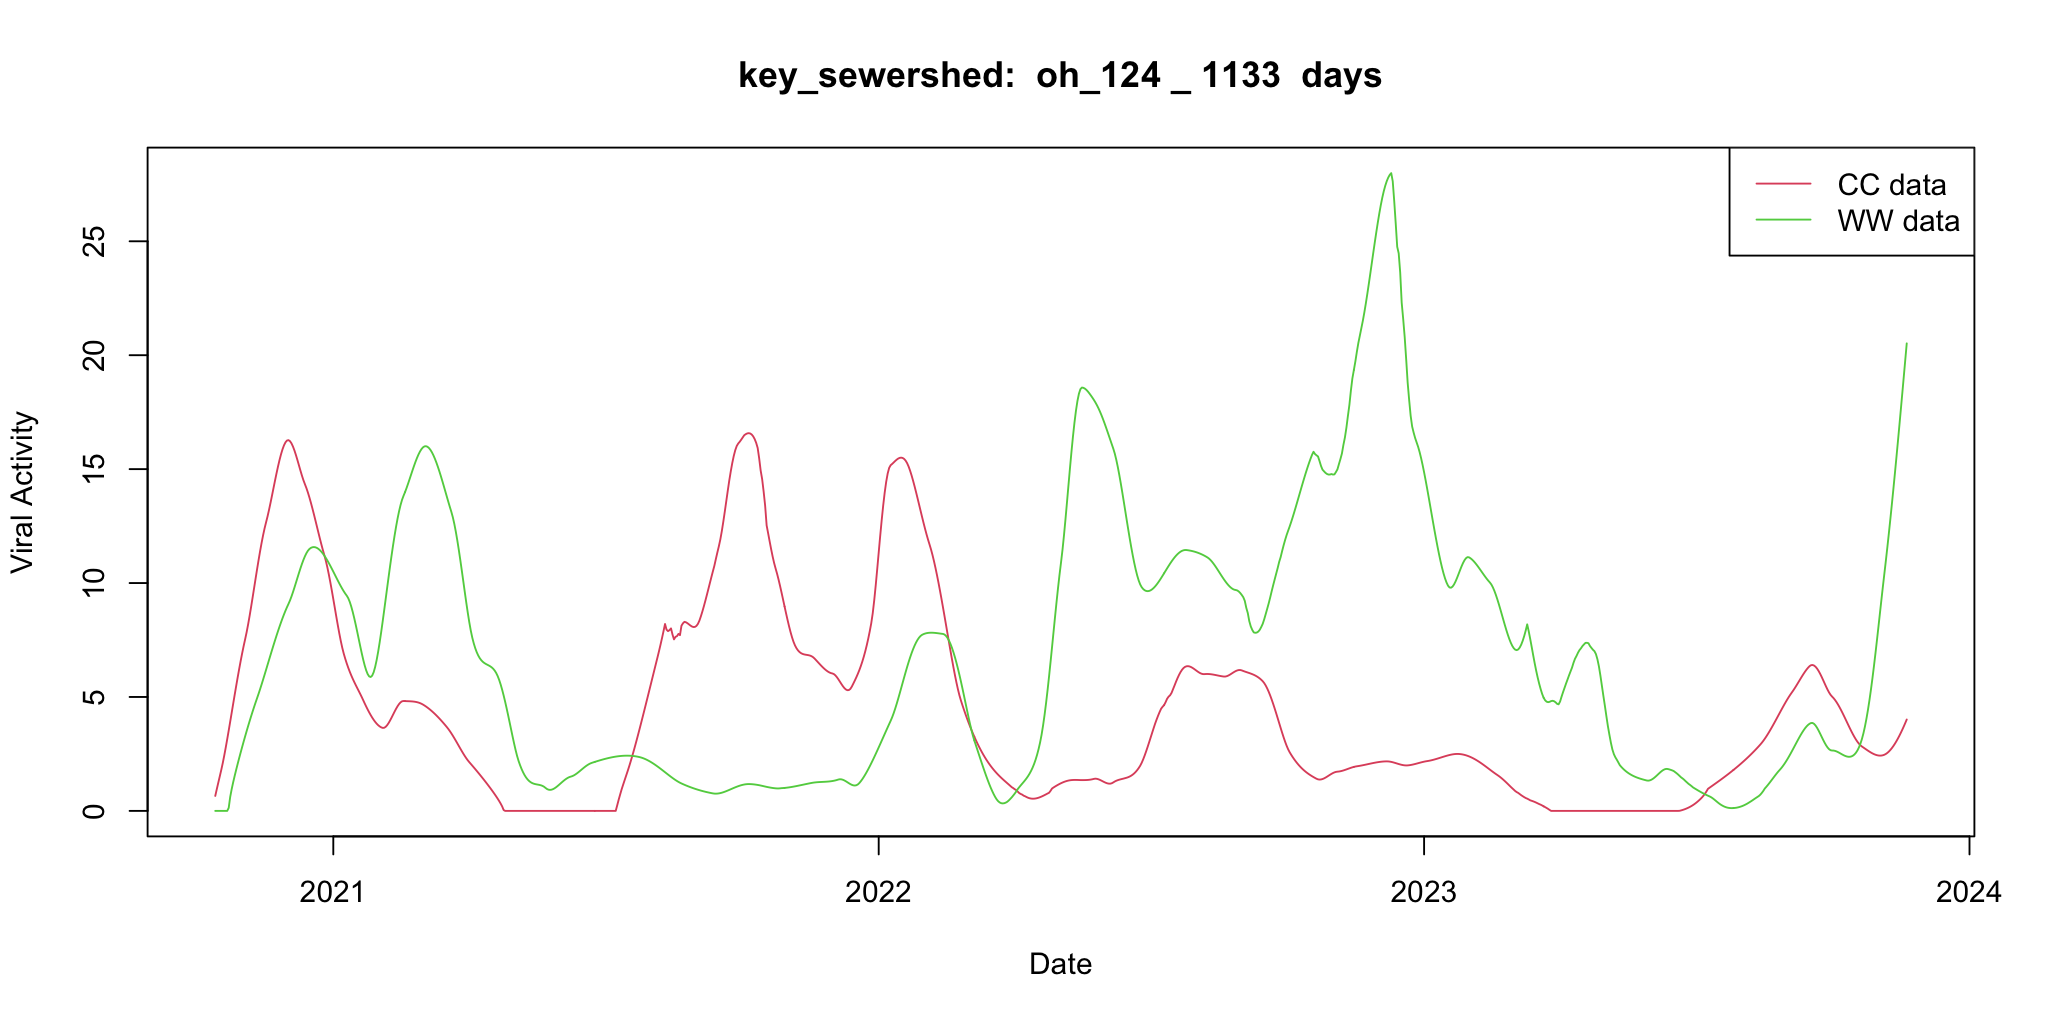 key_sewershed:  oh_124 _ 1133  days
CC data
WW data
Viral Activity
25
20
15
10
5
0
2021
2022
2023
2024
Date